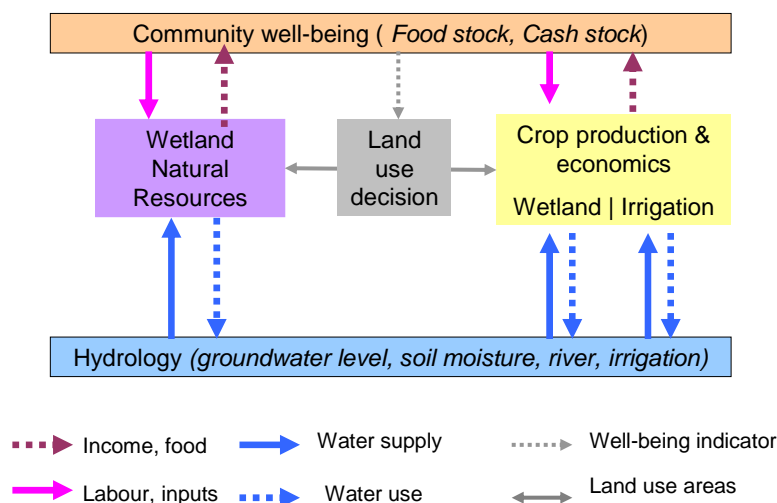 Community well-being ( Food stock, Cash stock)
Wetland
Natural
Resources
Land
use
decision
Crop production &
economics
Wetland | Irrigation
Hydrology (groundwater level, soil moisture, river, irrigation)
Income, food
Water supply
Well-being indicator
Labour, inputs
Water use
Land use areas